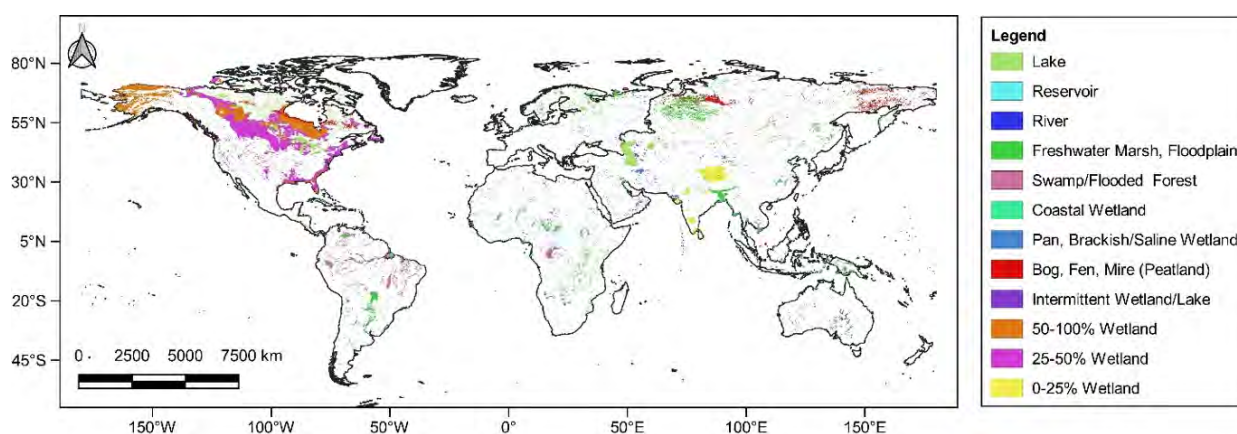 N
80°N
55°N
30°N
5°N
20°S
45°S
0 2500 5000 7500 km
150°W 100°W 50°W 0° 50°E 100°E 150°E
Legend
Lake
Reservoir
River
Freshwater Marsh, Floodplain
Swamp/Flooded Forest
Coastal Wetland
Pan, Brackish/Saline Wetland
Bog, Fen, Mire (Peatland)
Intermittent Wetland/Lake
50-100% Wetland
25-50% Wetland
0-25% Wetland